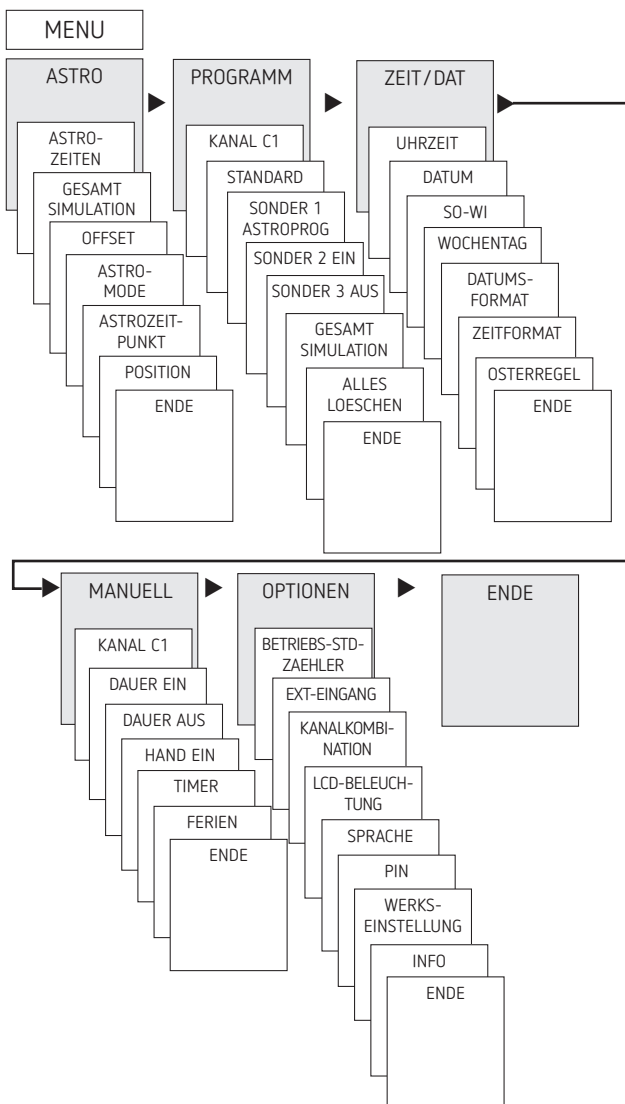 MENU
ASTRO
ASTRO-
ZEITEN
GESAMT
SIMULATION
OFFSET
ASTRO-
MODE
ASTROZEIT-
PUNKT
POSITION
ENDE
PROGRAMM
KANAL C1
STANDARD
SONDER 1
ASTROPROG
SONDER 2 EIN
SONDER 3 AUS
GESAMT
SIMULATION
ALLES
LOESCHEN
ENDE
ZEIT/DAT
UHRZEIT
DATUM
SO-WI
WOCHENTAG
DATUMS-
FORMAT
ZEITFORMAT
OSTERREGEL
ENDE
MANUELL
KANAL C1
DAUER EIN
DAUER AUS
HAND EIN
TIMER
FERIEN
ENDE
OPTIONEN
BETRIEBS-STD-
ZAEHLER
EXT-EINGANG
KANALKOMBI-
NATION
LCD-BELEUCH-
TUNG
SPRACHE
PIN
WERKS-
EINSTELLUNG
INFO
ENDE
ENDE